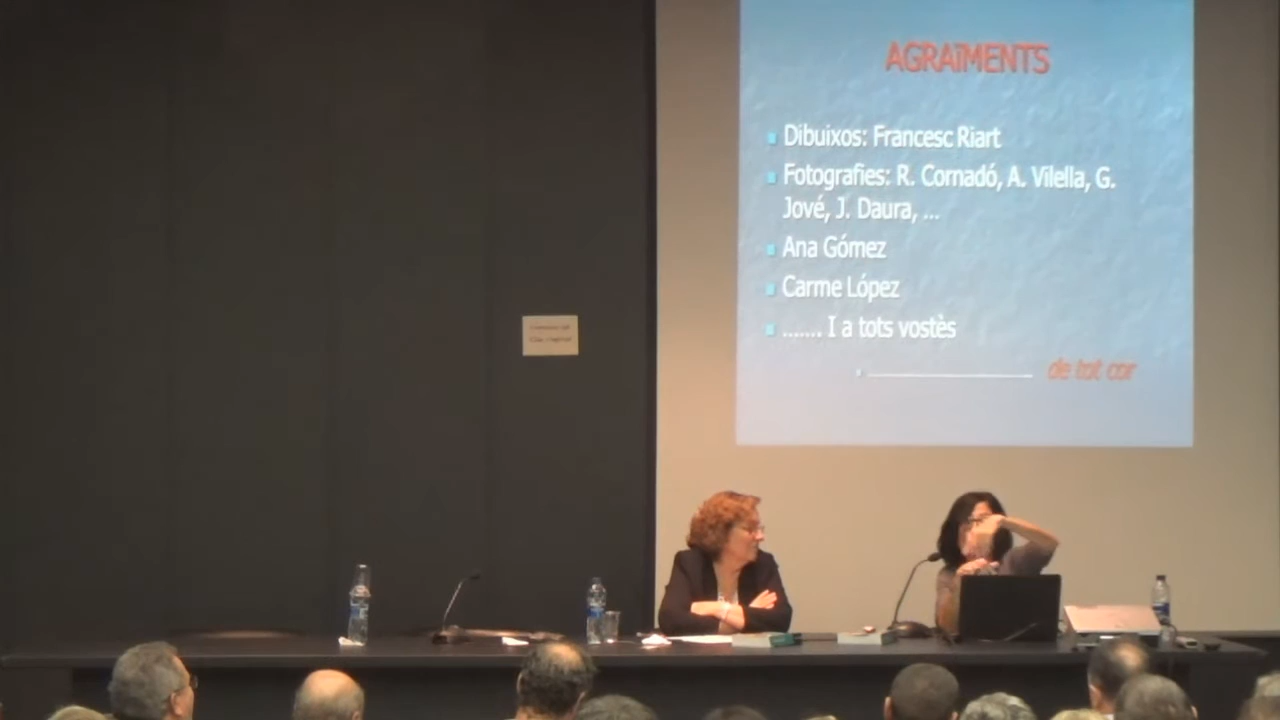 AGRAÏMENTS
Dibuixos: Francesc Riart
Fotografies: R. Cornadó, A. Vilella, G.
Jové, J. Daura, ...
Ana Gómez
Carme López
....... I a tots vostès
de tot cor